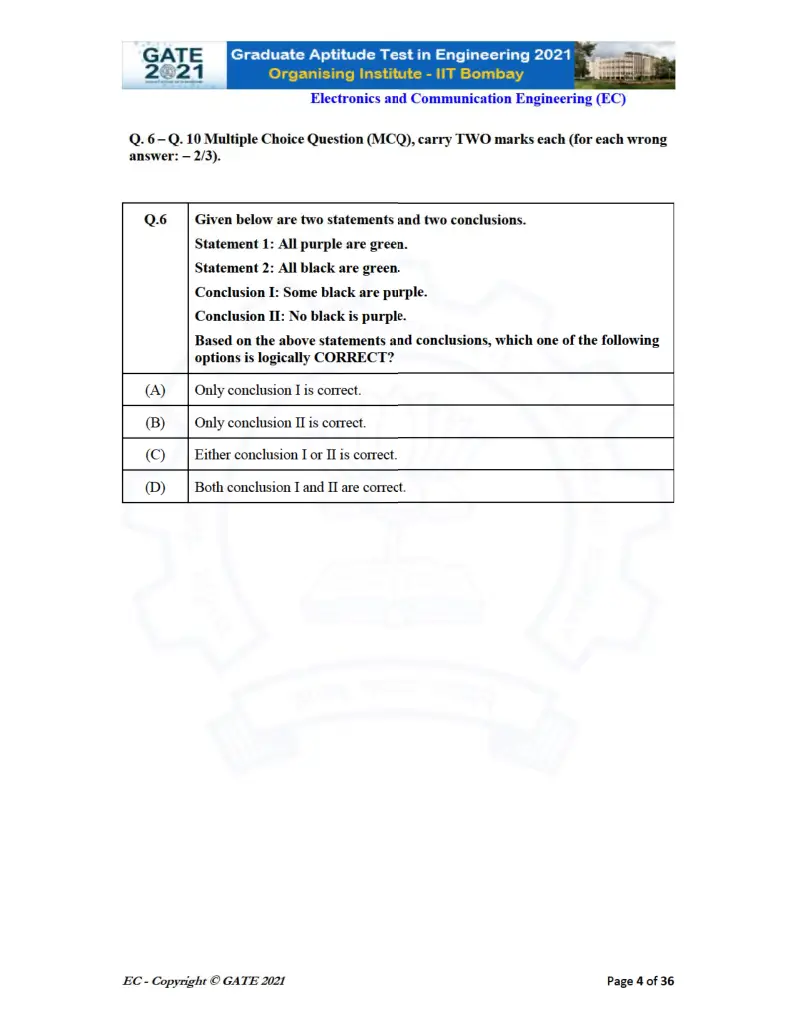 GATE
2021
Graduate Aptitude Test in Engineering 2021
Organising Institute - IIT Bombay
Electronics and Communication Engineering (EC)
Q. 6 – Q. 10 Multiple Choice Question (MCQ), carry TWO marks each (for each wrong
answer: – 2/3).
Q.6 Given below are two statements and two conclusions.
Statement 1: All purple are green.
Statement 2: All black are green.
Conclusion I: Some black are purple.
Conclusion II: No black is purple.
Based on the above statements and conclusions, which one of the following
options is logically CORRECT?
(A) Only conclusion I is correct.
(B) Only conclusion II is correct.
(C) Either conclusion I or II is correct.
(D) Both conclusion I and II are correct.
EC - Copyright © GATE 2021 Page 4 of 36